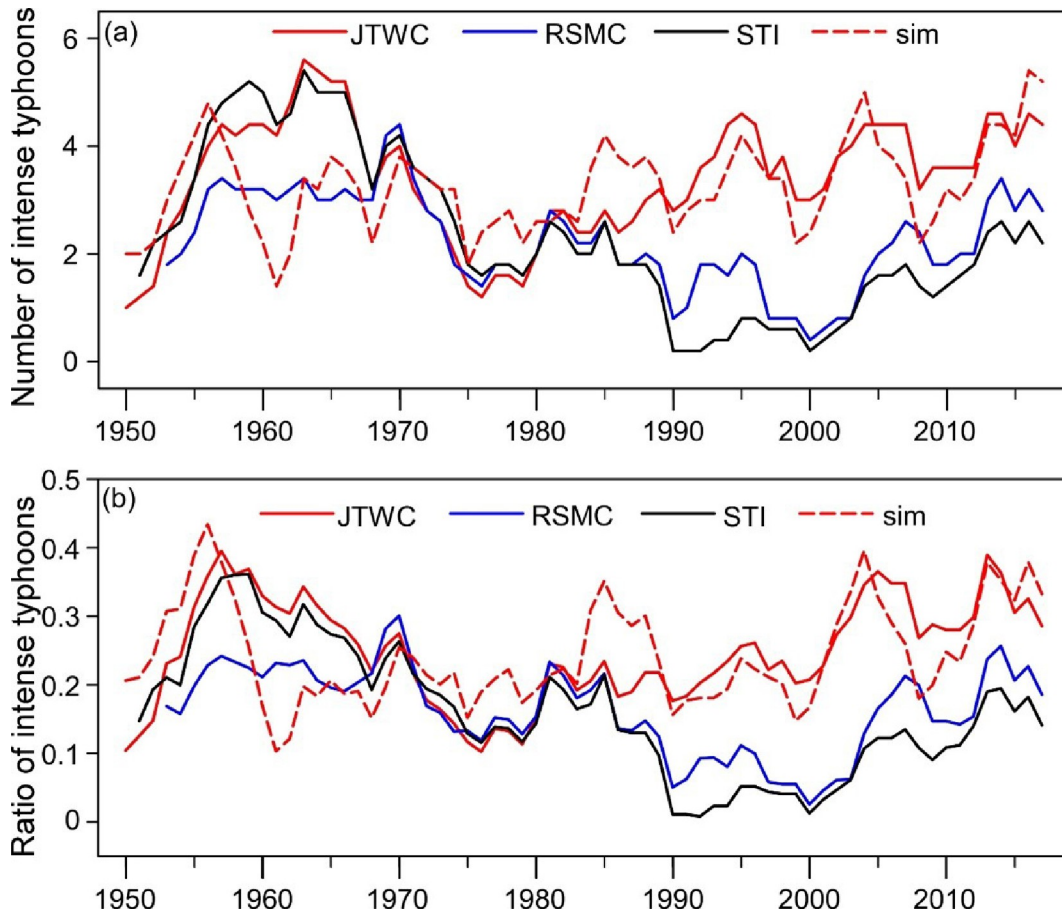 (a) JTWC RSMC STI sim
Number of intense typhoons
6
4
2
0
1950 1960 1970 1980 1990 2000 2010
(b) JTWC RSMC STI sim
Ratio of intense typhoons
0.5
0.4
0.3
0.2
0.1
0
1950 1960 1970 1980 1990 2000 2010